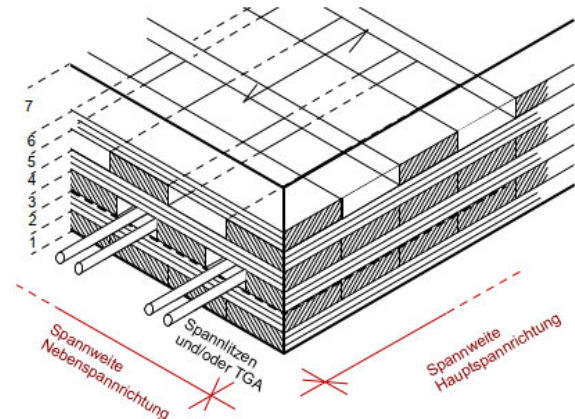 7
6
5
4
3
2
1
Spannweite
Nebenspannrichtung
Spannlitzen
und/oder TGA
Spannweite
Hauptspannrichtung